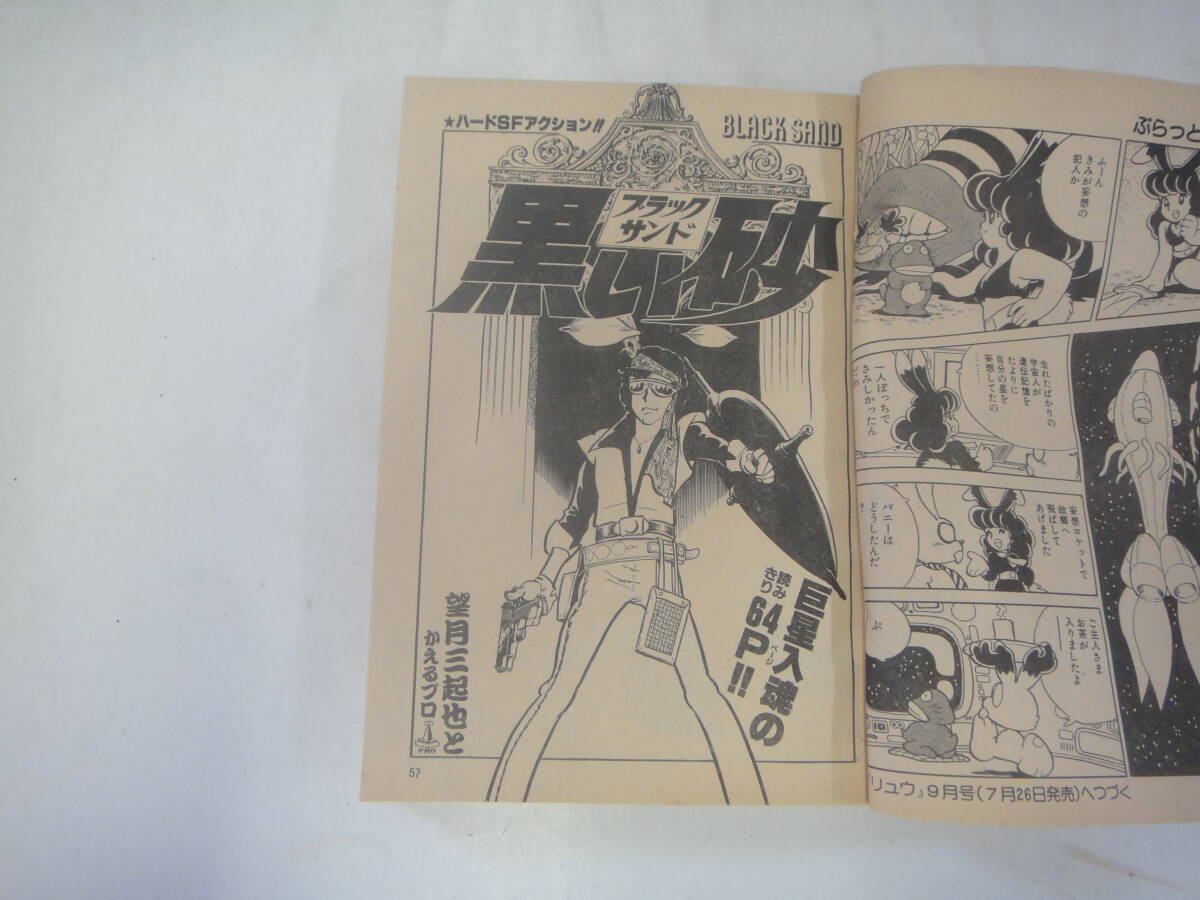 ★ハードSFアクション!!
BLACK SAND
黒い砂
ブラック
サンド
巨星入魂の
読み
きり
64P!!
ページ
望月三起也と
かえるプロ
PRO
57
ぷらっと
ふーん
きみが妄想の
犯人か
生れたばかりの
宇宙人が
遺伝記憶を
たよりに
自分の星を
妄想してたの
………
一人ぼっちで
さみしかったん
妄想ロケットで
故郷へ
飛ばして
あげました
バニーは
どうしたんだ
ご主人さま
お茶が
入りましたよ
ぷ
『リュウ』9月号(7月26日発売)へつづく